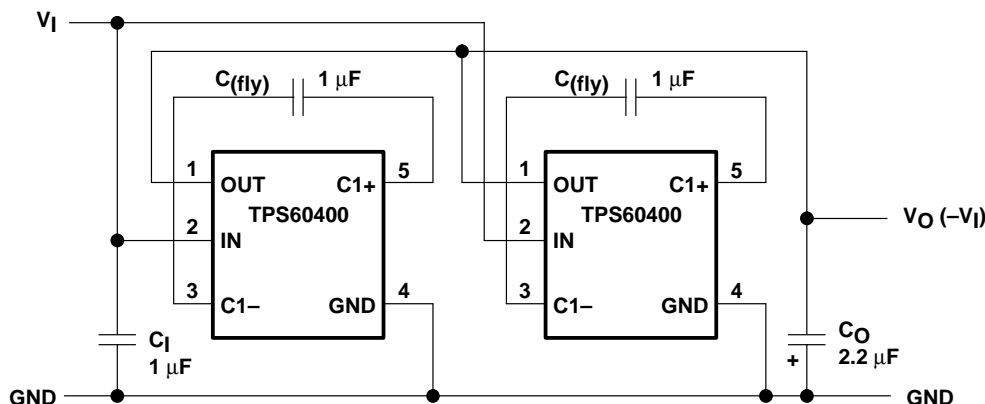 VI
C(fly) 1 μF C(fly) 1 μF
1 OUT C1+ 5 1 OUT C1+ 5
TPS60400 TPS60400
2 IN 2 IN
VO (–VI)
3 C1– GND 4 3 C1– GND 4
CI
1 μF
CO
2.2 μF
+
GND GND